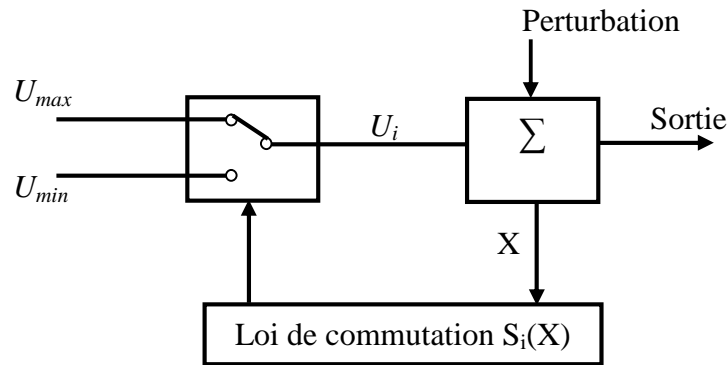 Perturbation
U_max
U_i
∑
Sortie
U_min
X
Loi de commutation S_i(X)